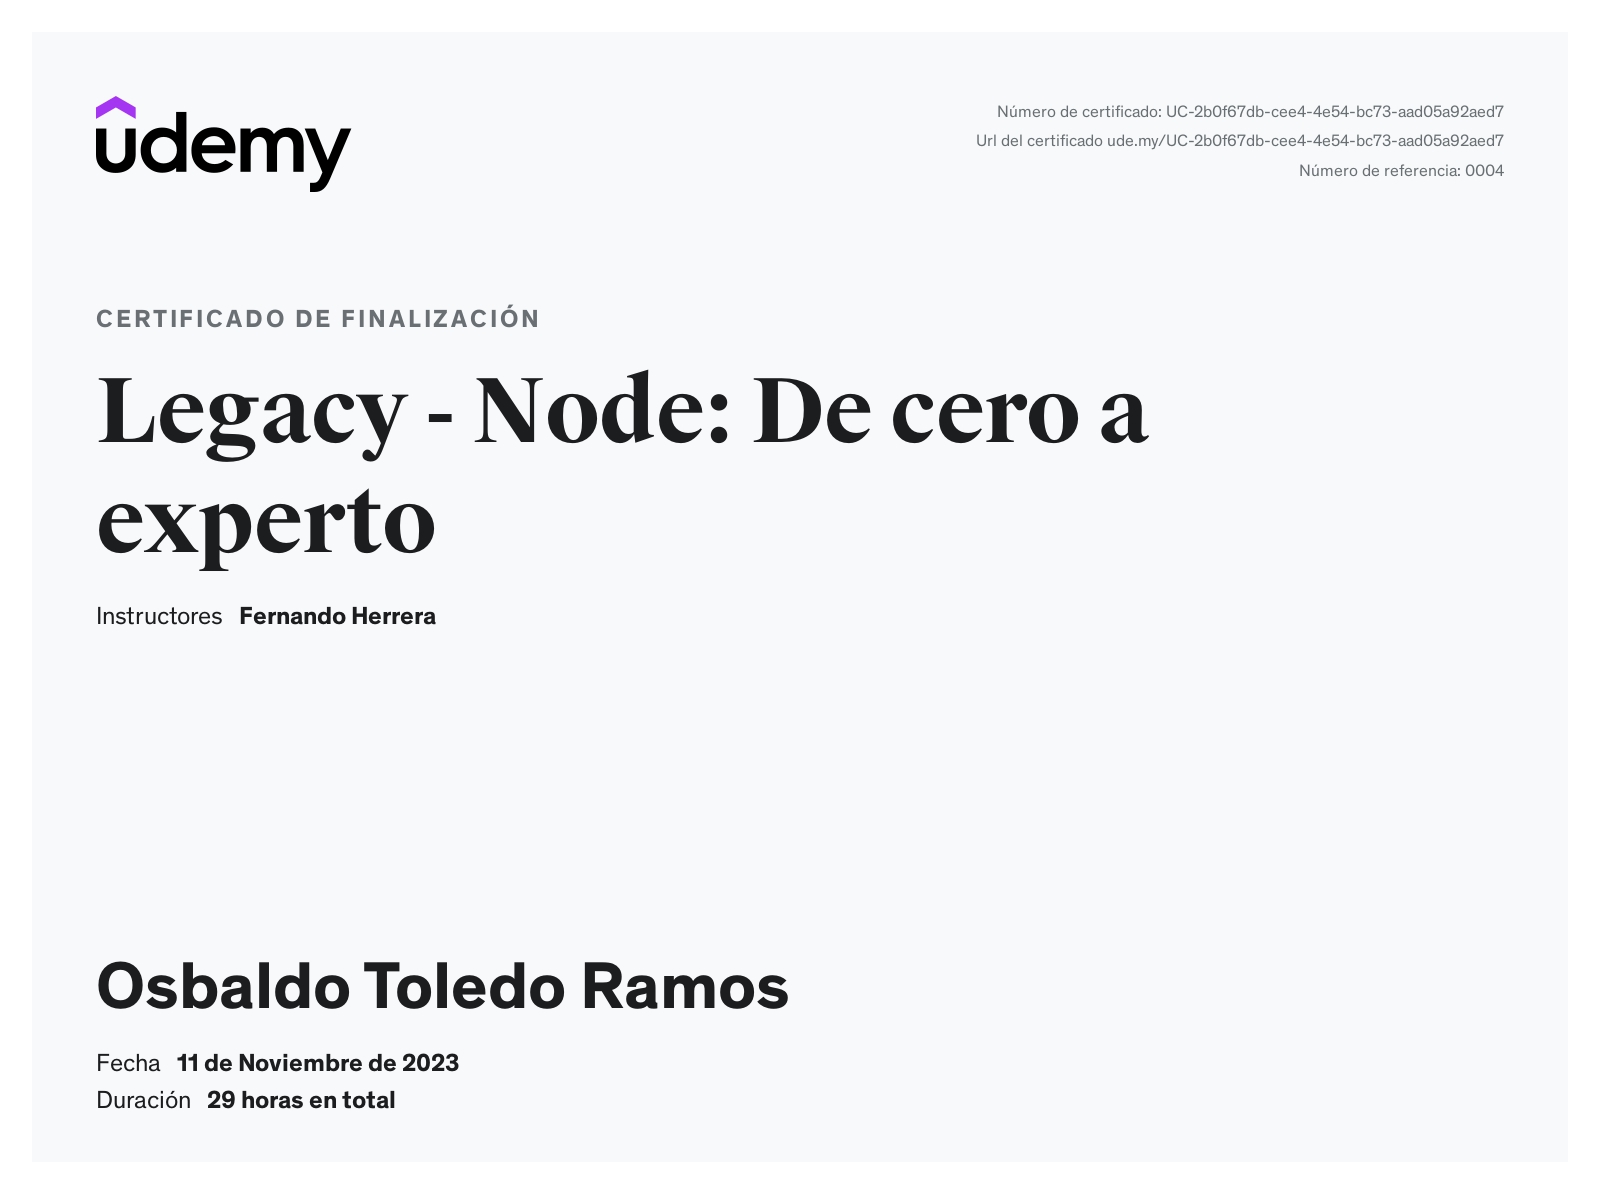 udemy
Número de certificado: UC-2b0f67db-cee4-4e54-bc73-aad05a92aed7
Url del certificado ude.my/UC-2b0f67db-cee4-4e54-bc73-aad05a92aed7
Número de referencia: 0004
CERTIFICADO DE FINALIZACIÓN
Legacy - Node: De cero a
experto
Instructores Fernando Herrera
Osbaldo Toledo Ramos
Fecha 11 de Noviembre de 2023
Duración 29 horas en total